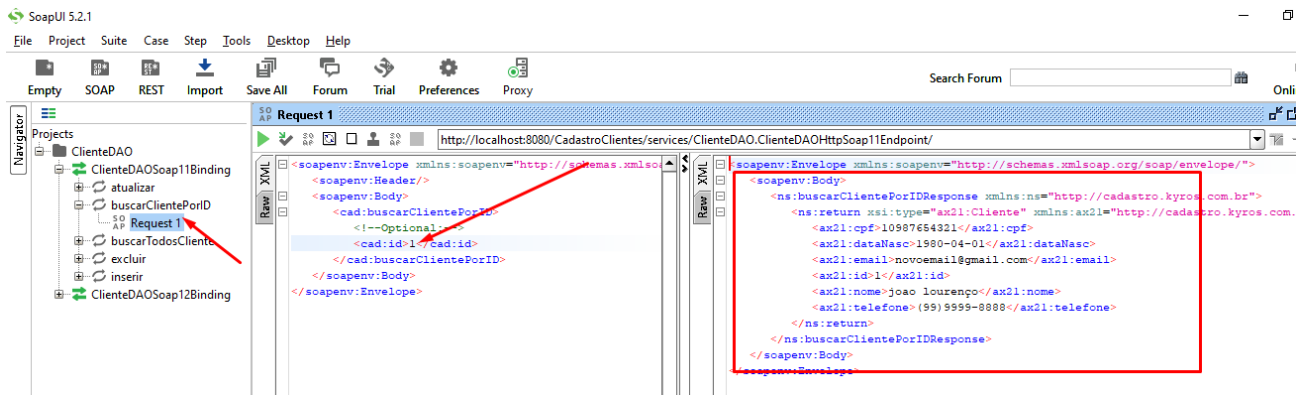 SoapUI 5.2.1
File Project Suite Case Step Tools Desktop Help
Empty SOAP REST Import Save All Forum Trial Preferences Proxy Search Forum Onli
Navigator
Projects
ClienteDAO
ClienteDAOSoap11Binding
atualizar
buscarClientePorID
Request 1
buscarTodosCliente
excluir
inserir
ClienteDAOSoap12Binding
Request 1
http://localhost:8080/CadastroClientes/services/ClienteDAO.ClienteDAOHttpSoap11Endpoint/
XML
Raw
<soapenv:Envelope xmlns:soapenv="http://schemas.xmlsoa
<soapenv:Header/>
<soapenv:Body>
<cad:buscarClientePorID>
<!--Optional:-->
<cad:id>1</cad:id>
</cad:buscarClientePorID>
</soapenv:Body>
</soapenv:Envelope>
XML
Raw
<soapenv:Envelope xmlns:soapenv="http://schemas.xmlsoap.org/soap/envelope/">
<soapenv:Body>
<ns:buscarClientePorIDResponse xmlns:ns="http://cadastro.kyros.com.br">
<ns:return xsi:type="ax21:Cliente" xmlns:ax21="http://cadastro.kyros.com.
<ax21:cpf>10987654321</ax21:cpf>
<ax21:dataNasc>1980-04-01</ax21:dataNasc>
<ax21:email>novoemail@gmail.com</ax21:email>
<ax21:id>1</ax21:id>
<ax21:nome>joao lourenço</ax21:nome>
<ax21:telefone>(99)9999-8888</ax21:telefone>
</ns:return>
</ns:buscarClientePorIDResponse>
</soapenv:Body>
</soapenv:Envelope>